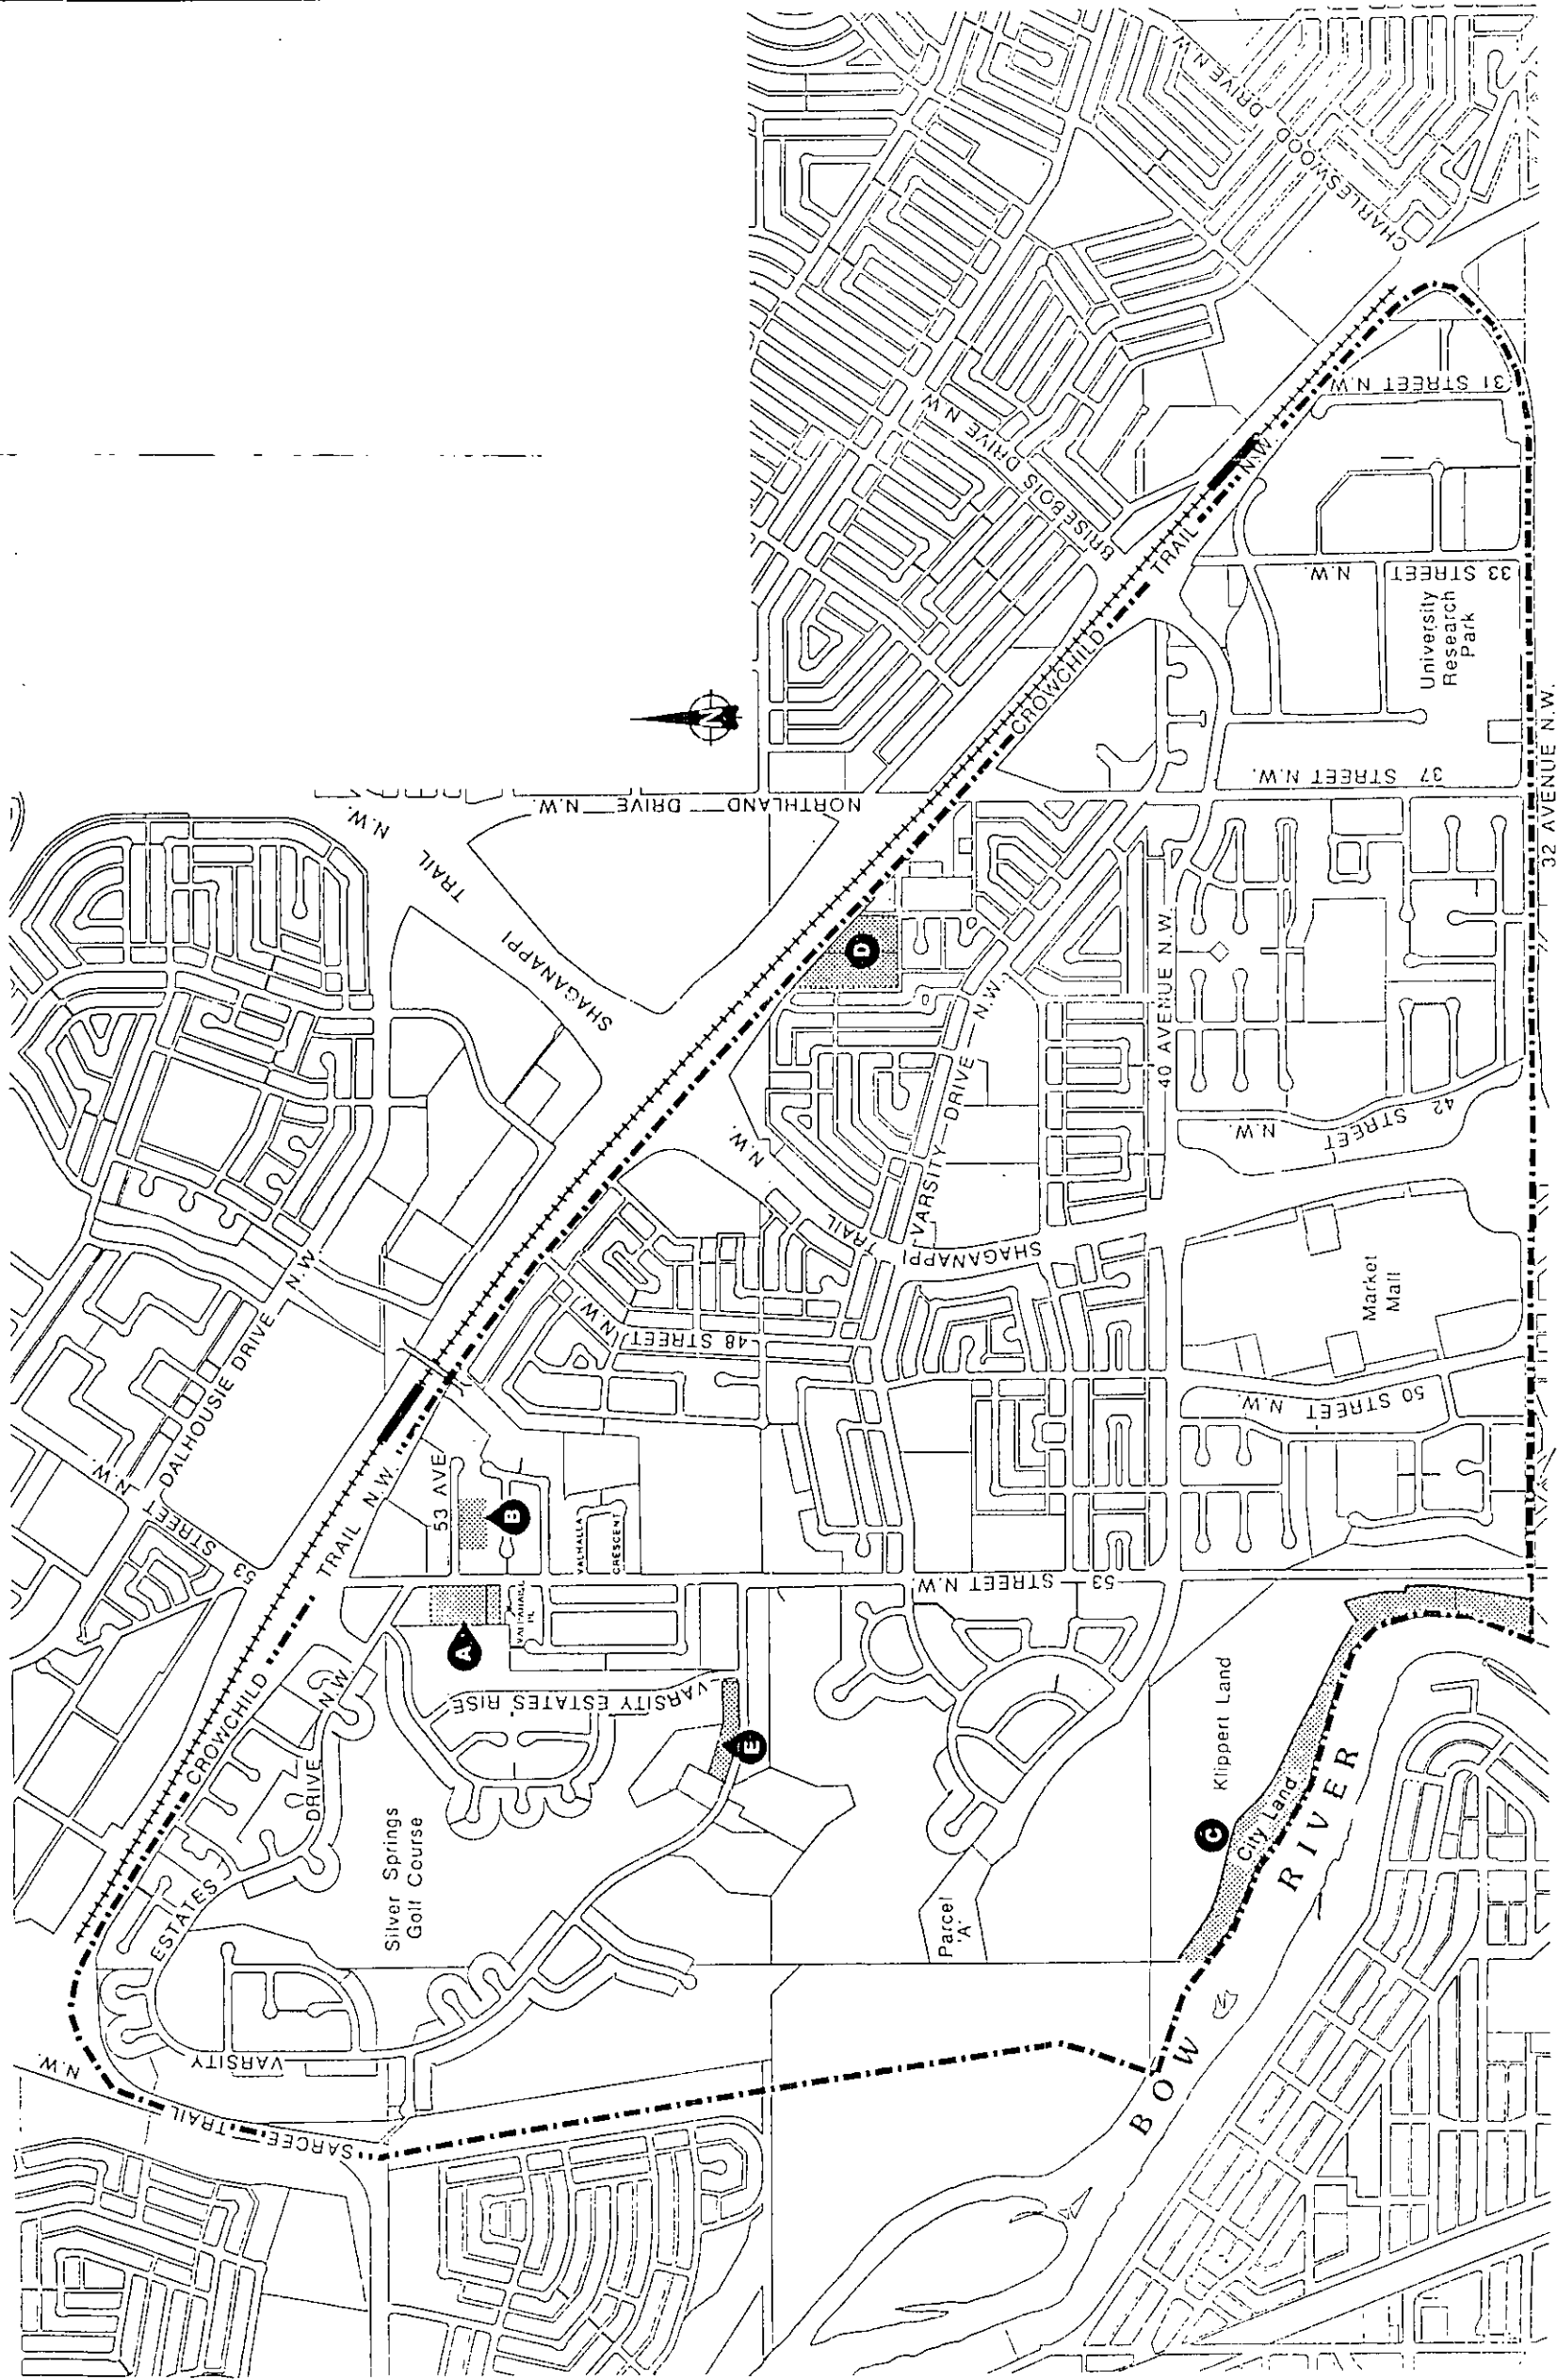 CHARLESWOOD
DRIVE N.W.
BRISEBOIS DRIVE N.W.
31 STREET N.W.
33 STREET
N.W.
University
Research
Park
37 STREET N.W.
32 AVENUE N.W.
CROWCHILD
TRAIL
N.W.
N
NORTHLAND DRIVE N.W.
SHAGANAPPI
TRAIL
N.W.
D
VARSITY DRIVE N.W.
40 AVENUE N.W.
42 STREET
N.W.
N.W.
TRAIL
VARSITY
SHAGANAPPI
Market
Mall
48 STREET
N.W.
50 STREET N.W.
DALHOUSIE DRIVE N.W.
53 STREET
N.W.
53 AVE
B
VALHALLA
CRESCENT
53 STREET N.W.
A
CROWCHILD
TRAIL N.W.
VARSITY ESTATES RISE
E
VARSITY
ESTATES
DRIVE
N.W.
Silver Springs
Golf Course
Parcel
'A'
Klippert Land
C
City Land
BOW
RIVER
SARCEE TRAIL
N.W.